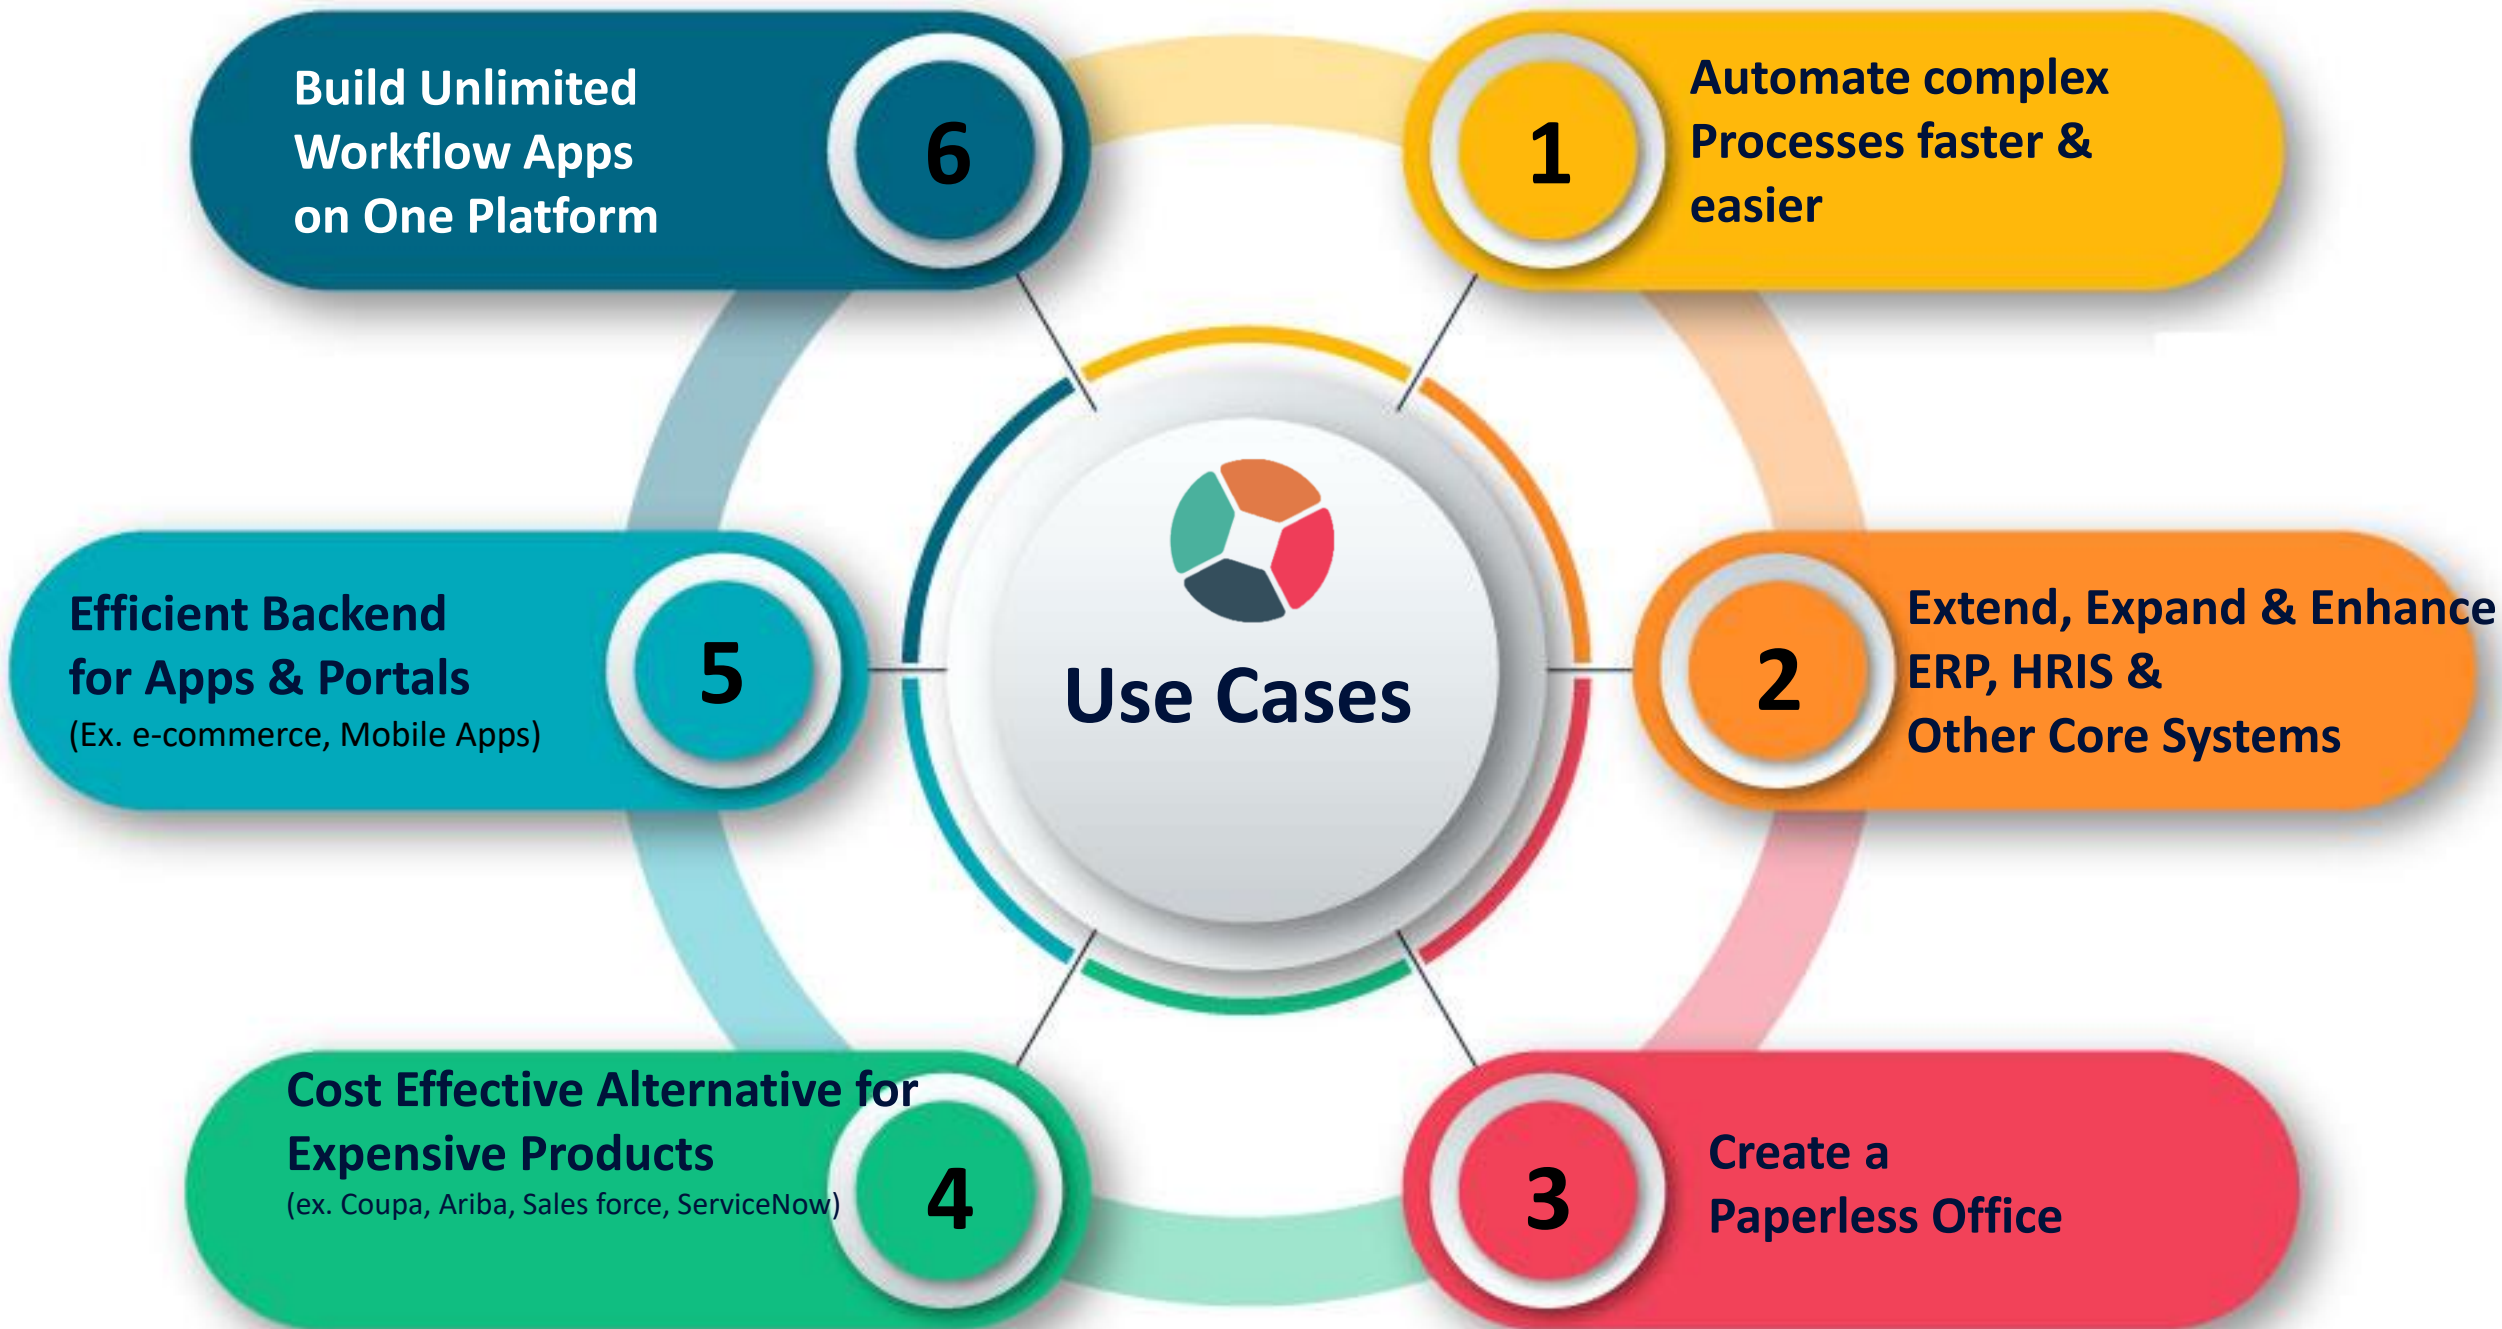 Use Cases
1
Automate complex
Processes faster &
easier
2
Extend, Expand & Enhance
ERP, HRIS &
Other Core Systems
3
Create a
Paperless Office
4
Cost Effective Alternative for
Expensive Products
(ex. Coupa, Ariba, Sales force, ServiceNow)
5
Efficient Backend
for Apps & Portals
(Ex. e-commerce, Mobile Apps)
6
Build Unlimited
Workflow Apps
on One Platform